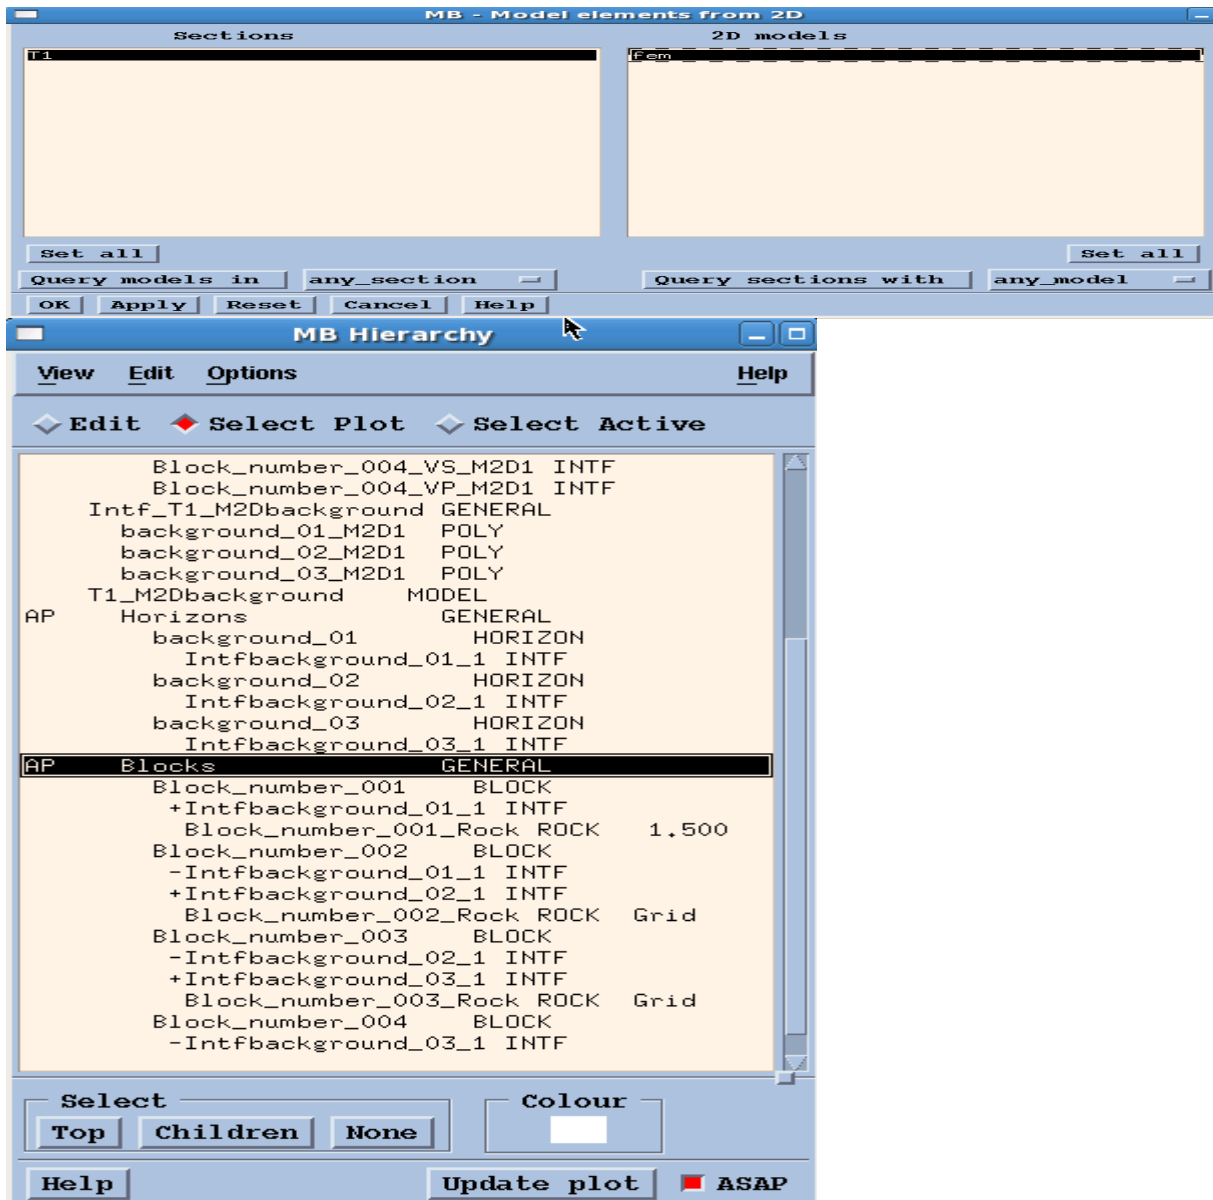 MB - Model elements from 2D
Sections 2D models
T1 fem
Set all Set all
Query models in any_section Query sections with any_model
OK Apply Reset Cancel Help
MB Hierarchy
View Edit Options Help
Edit Select Plot Select Active
Block_number_004_VS_M2D1 INTF
Block_number_004_VP_M2D1 INTF
Intf_T1_M2Dbackground GENERAL
background_01_M2D1 POLY
background_02_M2D1 POLY
background_03_M2D1 POLY
T1_M2Dbackground MODEL
AP Horizons GENERAL
background_01 HORIZON
Intfbackground_01_1 INTF
background_02 HORIZON
Intfbackground_02_1 INTF
background_03 HORIZON
Intfbackground_03_1 INTF
AP Blocks GENERAL
Block_number_001 BLOCK
+Intfbackground_01_1 INTF
Block_number_001_Rock ROCK 1.500
Block_number_002 BLOCK
-Intfbackground_01_1 INTF
+Intfbackground_02_1 INTF
Block_number_002_Rock ROCK Grid
Block_number_003 BLOCK
-Intfbackground_02_1 INTF
+Intfbackground_03_1 INTF
Block_number_003_Rock ROCK Grid
Block_number_004 BLOCK
-Intfbackground_03_1 INTF
Select Colour
Top Children None
Help Update plot ASAP